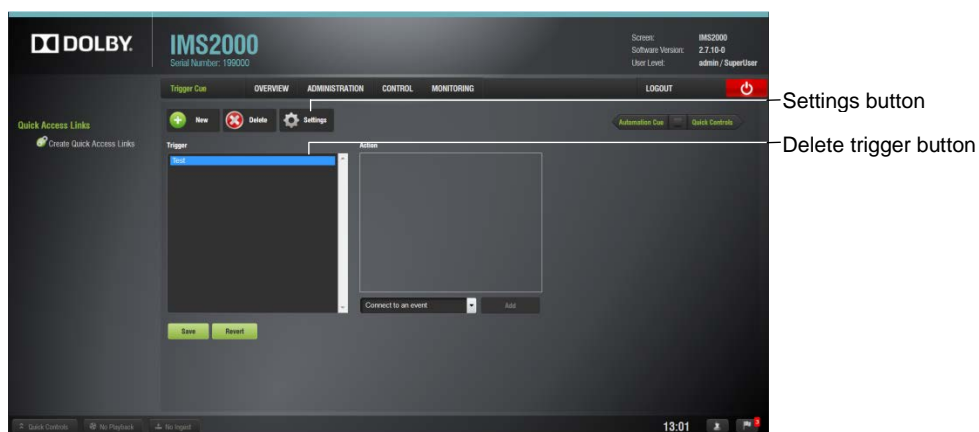 DOLBY.
IMS2000
Serial Number: 199000
Screen: IMS2000
Software Version: 2.7.10-0
User Level: admin / SuperUser
Trigger Cue OVERVIEW ADMINISTRATION CONTROL MONITORING LOGOUT
Settings button
Quick Access Links
Create Quick Access Links
New Delete Settings
Automation Cue Quick Controls
Delete trigger button
Trigger Action
Test
Connect to an event Add
Save Revert
Quick Controls No Playback No Ingest 13:01 3